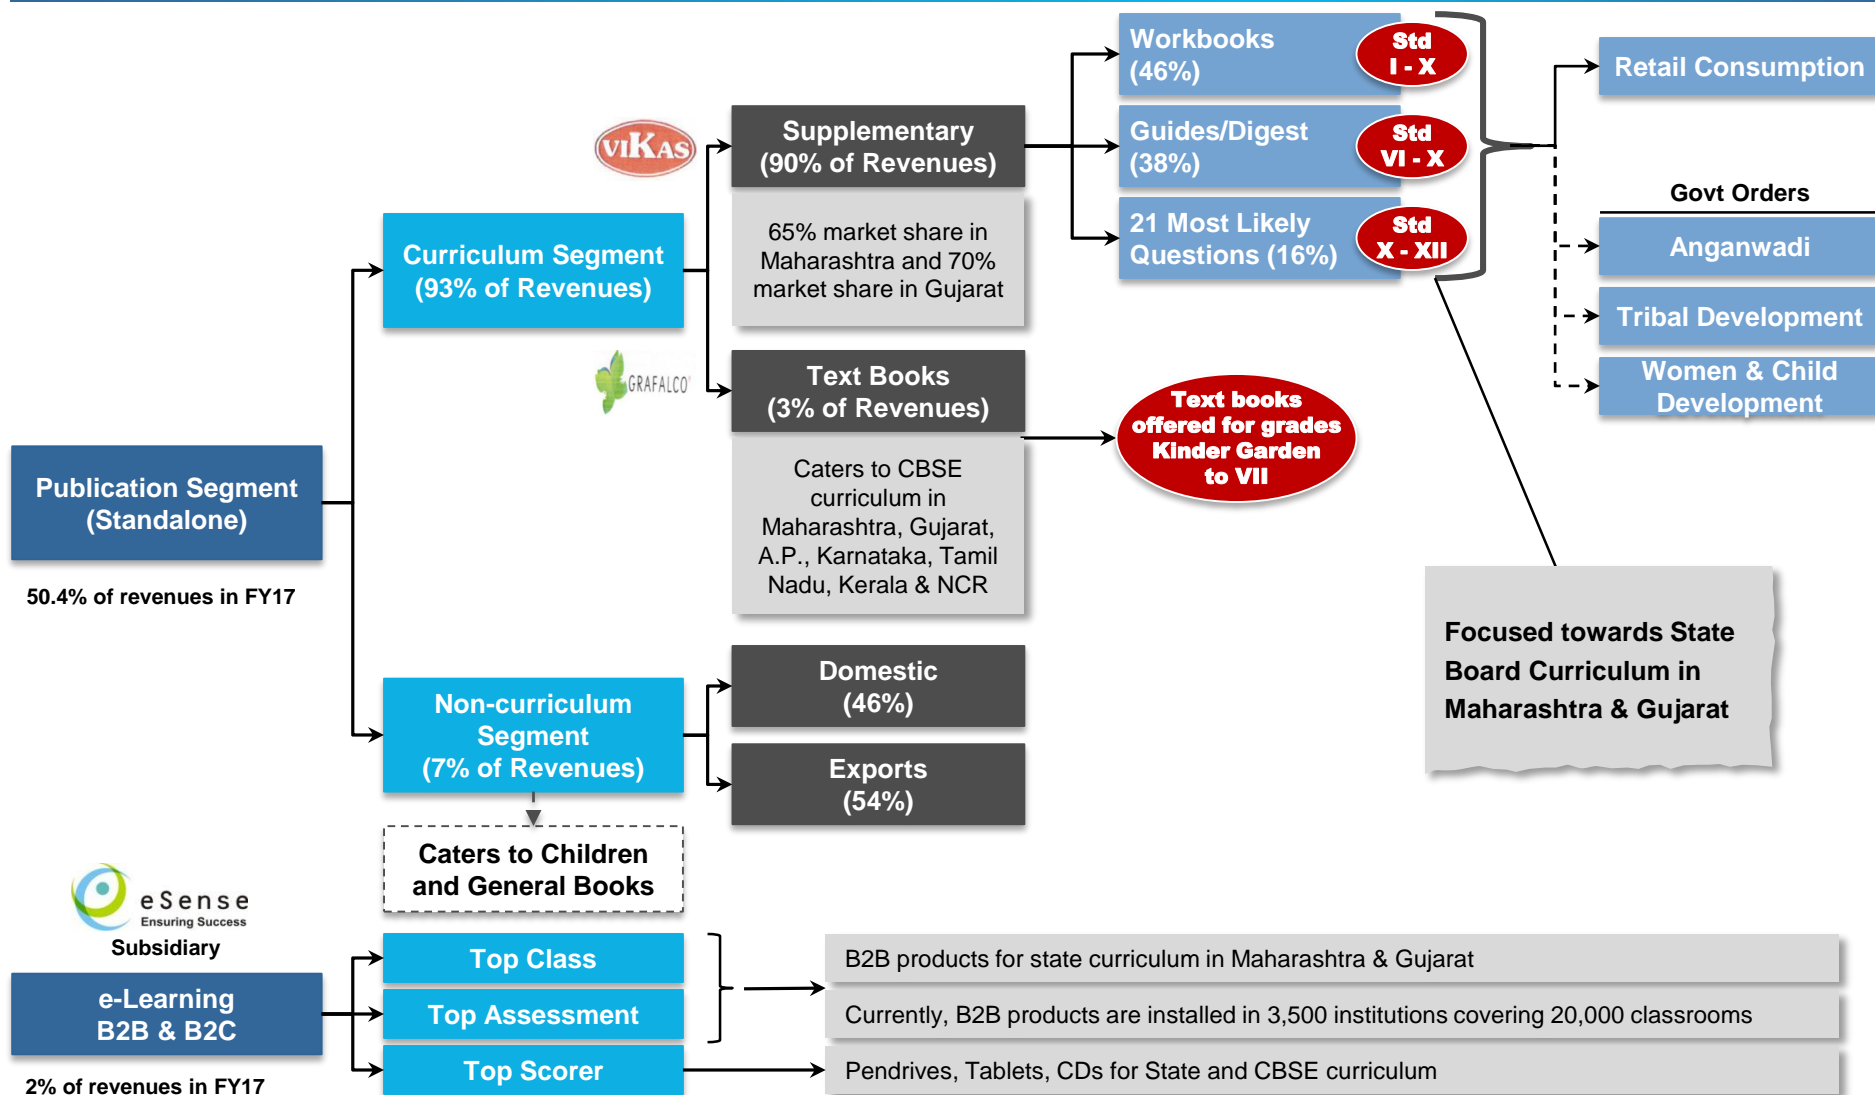 Workbooks
(46%)
Std
I - X
Retail Consumption
ViKAS
Supplementary
(90% of Revenues)
Guides/Digest
(38%)
Std
VI - X
Govt Orders
65% market share in
Maharashtra and 70%
market share in Gujarat
21 Most Likely
Questions (16%)
Std
X - XII
Anganwadi
Curriculum Segment
(93% of Revenues)
Tribal Development
GRAFALCO
Text Books
(3% of Revenues)
Women & Child
Development
Text books
offered for grades
Kinder Garden
to VII
Publication Segment
(Standalone)
Caters to CBSE
curriculum in
Maharashtra, Gujarat,
A.P., Karnataka, Tamil
Nadu, Kerala & NCR
50.4% of revenues in FY17
Focused towards State
Board Curriculum in
Maharashtra & Gujarat
Non-curriculum
Segment
(7% of Revenues)
Domestic
(46%)
Exports
(54%)
Caters to Children
and General Books
eSense
Ensuring Success
Subsidiary
e-Learning
B2B & B2C
2% of revenues in FY17
Top Class
B2B products for state curriculum in Maharashtra & Gujarat
Top Assessment
Currently, B2B products are installed in 3,500 institutions covering 20,000 classrooms
Top Scorer
Pendrives, Tablets, CDs for State and CBSE curriculum